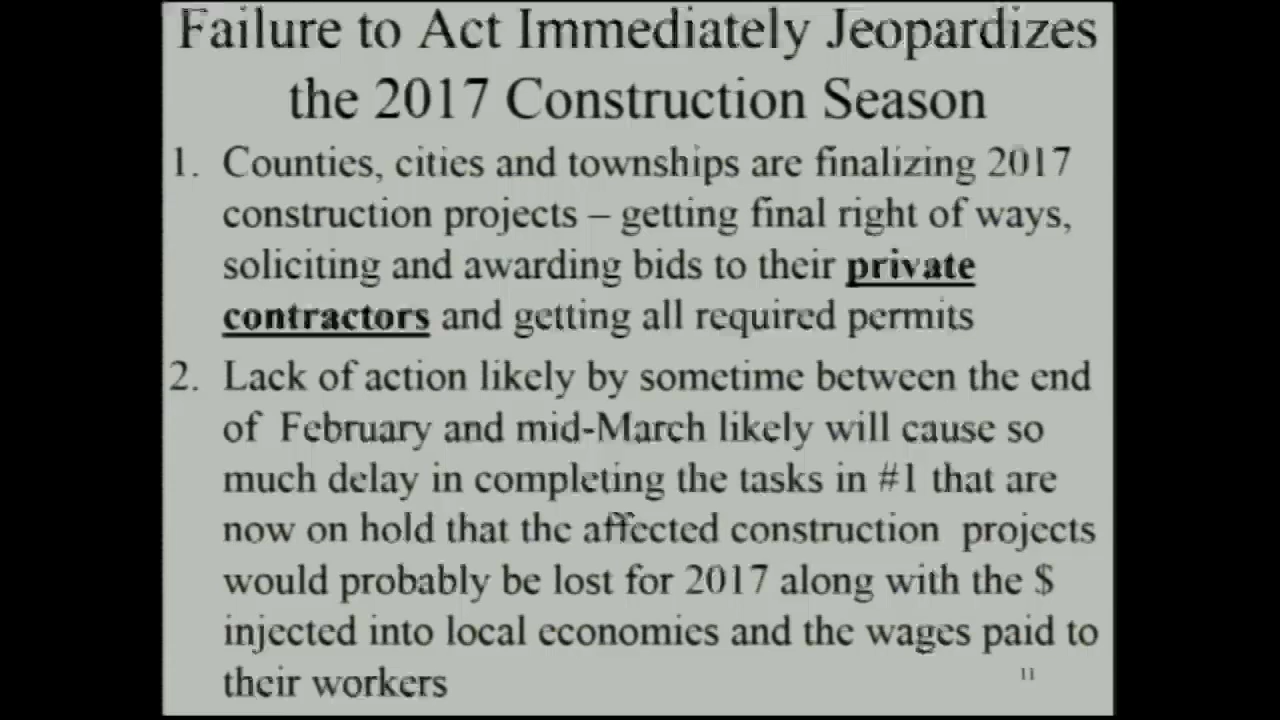 Failure to Act Immediately Jeopardizes
the 2017 Construction Season
1. Counties, cities and townships are finalizing 2017
construction projects – getting final right of ways,
soliciting and awarding bids to their private
contractors and getting all required permits
2. Lack of action likely by sometime between the end
of February and mid-March likely will cause so
much delay in completing the tasks in #1 that are
now on hold that the affected construction projects
would probably be lost for 2017 along with the $
injected into local economies and the wages paid to
their workers
11